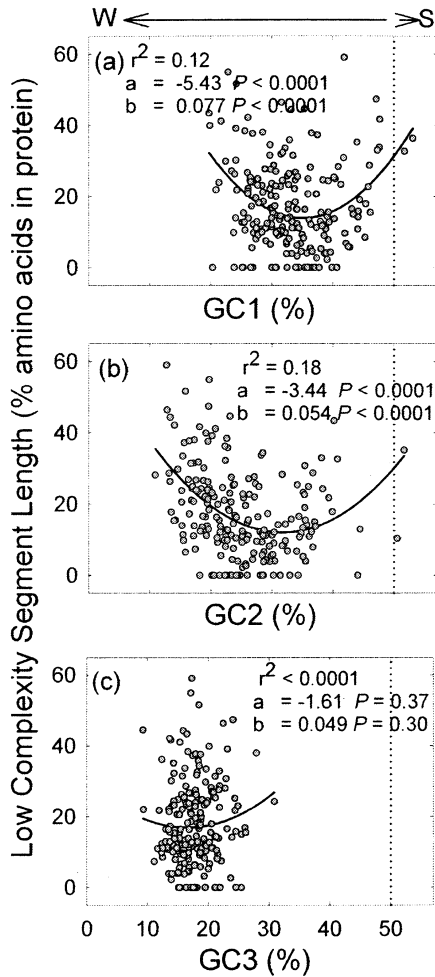 W S
Low Complexity Segment Length (% amino acids in protein)
60
40
20
0
(a)
r² = 0.12
a = -5.43 P < 0.0001
b = 0.077 P < 0.0001
GC1 (%)
60
40
20
0
(b)
r² = 0.18
a = -3.44 P < 0.0001
b = 0.054 P < 0.0001
GC2 (%)
60
40
20
0
(c)
r² < 0.0001
a = -1.61 P = 0.37
b = 0.049 P = 0.30
0 10 20 30 40 50
GC3 (%)